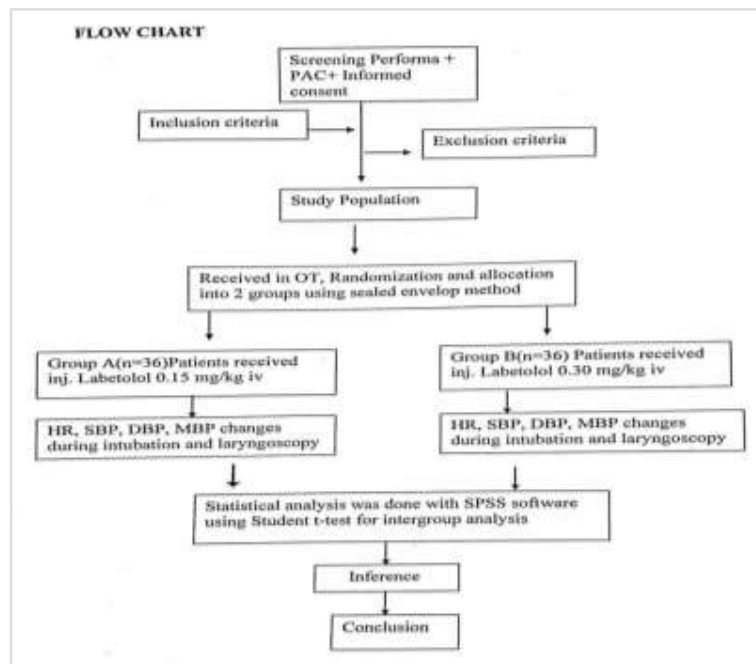 FLOW CHART
Screening Performa +
PAC+ Informed
consent
Inclusion criteria
Exclusion criteria
Study Population
Received in OT, Randomization and allocation
into 2 groups using sealed envelop method
Group A(n=36)Patients received
inj. Labetolol 0.15 mg/kg iv
Group B(n=36) Patients received
inj. Labetolol 0.30 mg/kg iv
HR, SBP, DBP, MBP changes
during intubation and laryngoscopy
HR, SBP, DBP, MBP changes
during intubation and laryngoscopy
Statistical analysis was done with SPSS software
using Student t-test for intergroup analysis
Inference
Conclusion